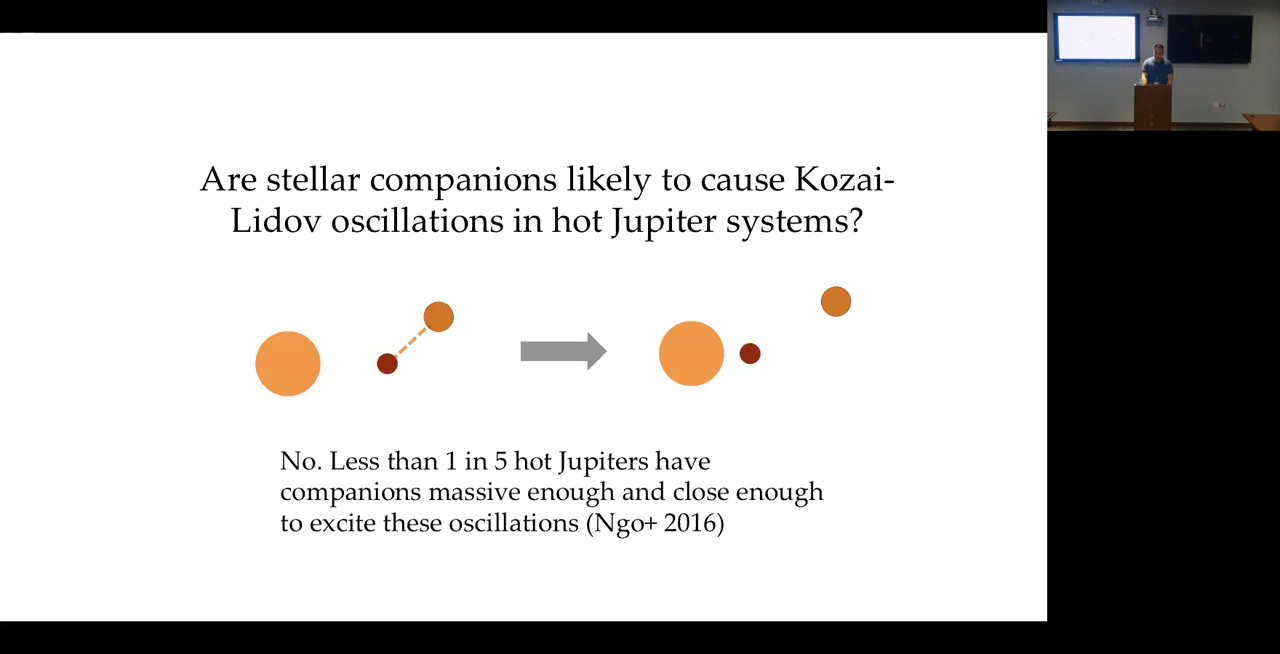 Are stellar companions likely to cause Kozai-
Lidov oscillations in hot Jupiter systems?
No. Less than 1 in 5 hot Jupiters have
companions massive enough and close enough
to excite these oscillations (Ngo+ 2016)